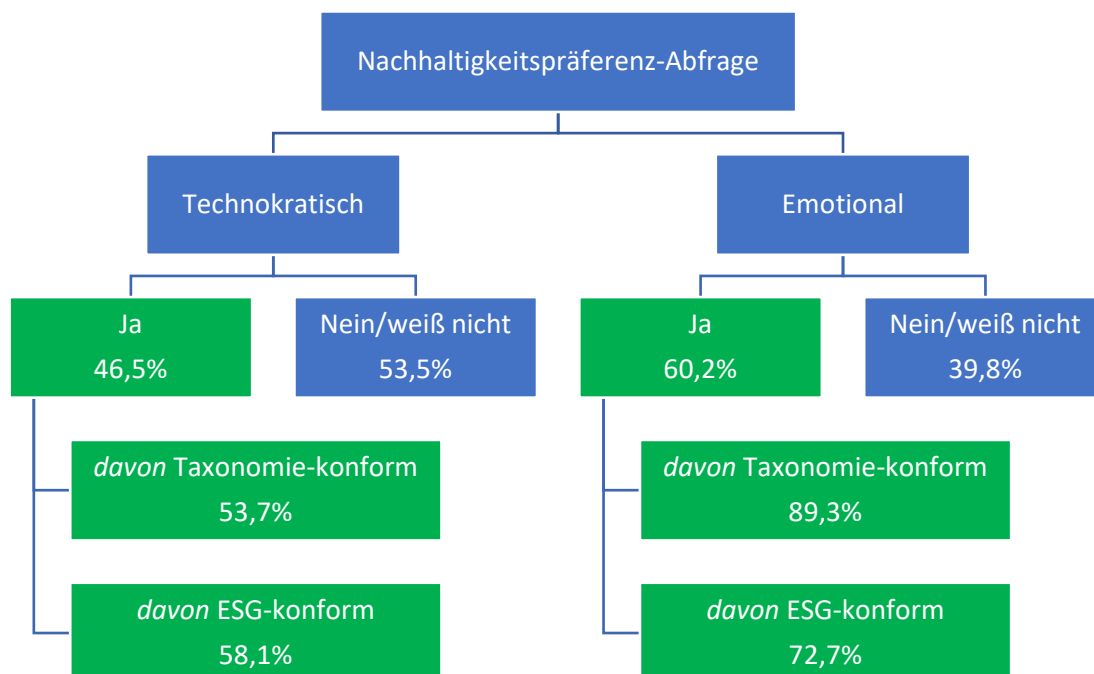 Nachhaltigkeitspräferenz-Abfrage
Technokratisch
Emotional
Ja
46,5%
Nein/weiß nicht
53,5%
Ja
60,2%
Nein/weiß nicht
39,8%
davon Taxonomie-konform
53,7%
davon Taxonomie-konform
89,3%
davon ESG-konform
58,1%
davon ESG-konform
72,7%